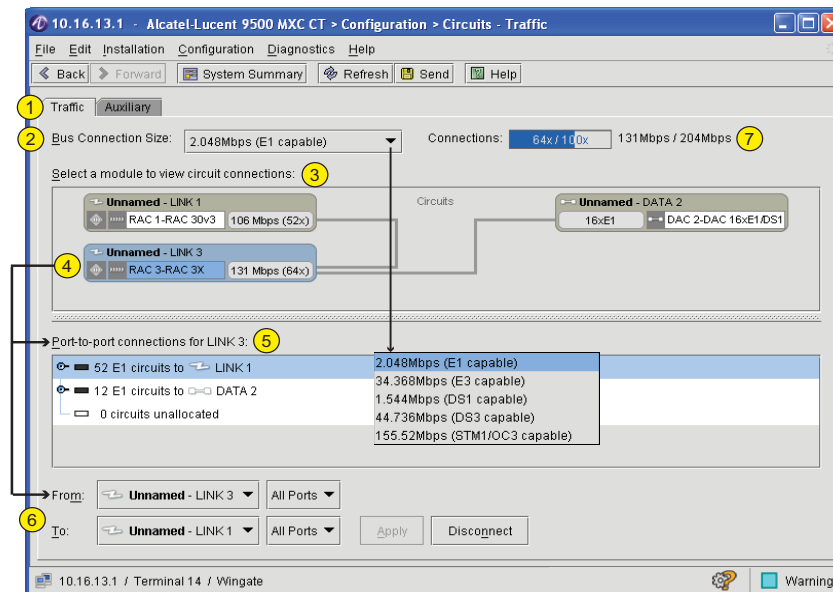 10.16.13.1 - Alcatel-Lucent 9500 MXC CT > Configuration > Circuits - Traffic
File Edit Installation Configuration Diagnostics Help
Back Forward System Summary Refresh Send Help
1 Traffic Auxiliary
2 Bus Connection Size: 2.048Mbps (E1 capable) Connections: 64x / 100x 131Mbps / 204Mbps 7
Select a module to view circuit connections: 3
Unnamed - LINK 1 Circuits Unnamed - DATA 2
RAC 1-RAC 30v3 106 Mbps (52x) 16xE1 DAC 2-DAC 16xE1/DS1
Unnamed - LINK 3
4 RAC 3-RAC 3X 131 Mbps (64x)
Port-to-port connections for LINK 3: 5
52 E1 circuits to LINK 1
12 E1 circuits to DATA 2
0 circuits unallocated
2.048Mbps (E1 capable)
34.368Mbps (E3 capable)
1.544Mbps (DS1 capable)
44.736Mbps (DS3 capable)
155.52Mbps (STM1/OC3 capable)
From: Unnamed - LINK 3 All Ports
6
To: Unnamed - LINK 1 All Ports Apply Disconnect
10.16.13.1 / Terminal 14 / Wingate Warning